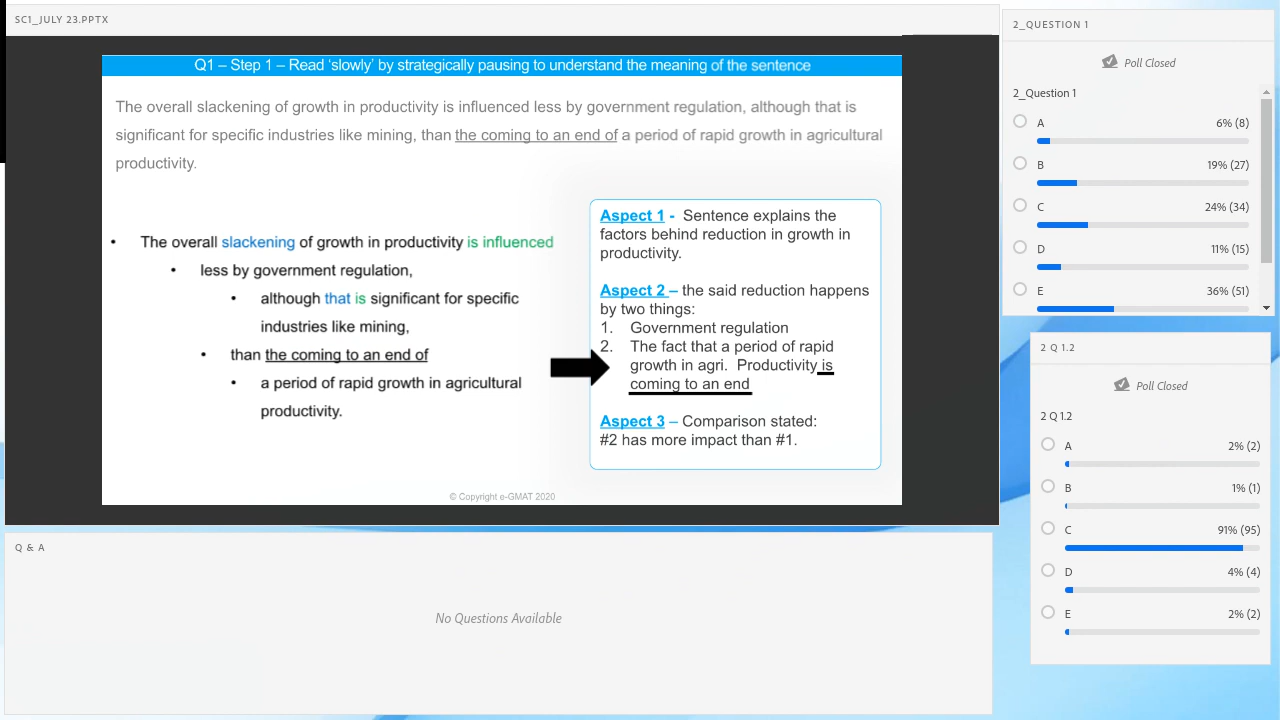 SC1_JULY 23.PPTX
Q1 – Step 1 – Read ‘slowly’ by strategically pausing to understand the meaning of the sentence
The overall slackening of growth in productivity is influenced less by government regulation, although that is
significant for specific industries like mining, than the coming to an end of a period of rapid growth in agricultural
productivity.
• The overall slackening of growth in productivity is influenced
• less by government regulation,
• although that is significant for specific
industries like mining,
• than the coming to an end of
• a period of rapid growth in agricultural
productivity.
Aspect 1 - Sentence explains the
factors behind reduction in growth in
productivity.
Aspect 2 – the said reduction happens
by two things:
1. Government regulation
2. The fact that a period of rapid
growth in agri. Productivity is
coming to an end
Aspect 3 – Comparison stated:
#2 has more impact than #1.
© Copyright e-GMAT 2020
Q & A
No Questions Available
2_QUESTION 1
Poll Closed
2_Question 1
A 6% (8)
B 19% (27)
C 24% (34)
D 11% (15)
E 36% (51)
2 Q 1.2
Poll Closed
2 Q 1.2
A 2% (2)
B 1% (1)
C 91% (95)
D 4% (4)
E 2% (2)